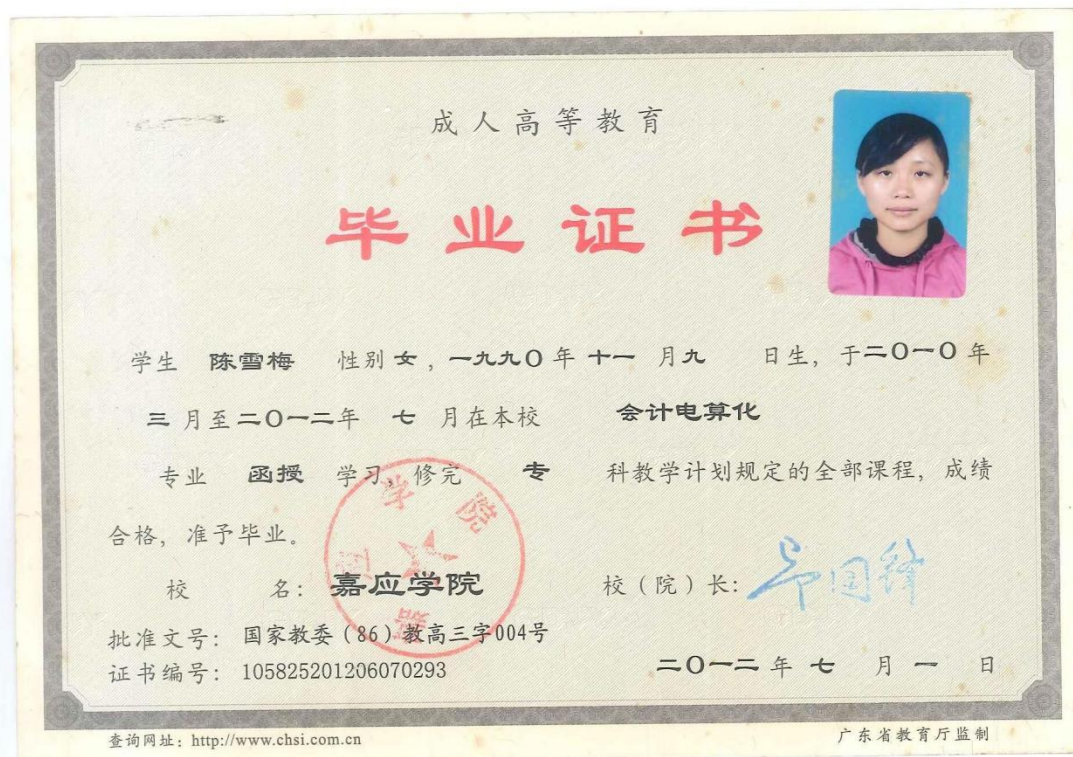 成人高等教育
毕业证书
学生 陈雪梅 性别 女，一九九〇年 十一 月九 日生，于二〇一〇年
三 月至二〇一二年 七 月在本校 会计电算化
专业 函授 学习，修完 专 科教学计划规定的全部课程，成绩
合格，准予毕业。
校 名：嘉应学院 校（院）长：
批准文号：国家教委（86）教高三字004号
证书编号：105825201206070293 二〇一二年 七 月 一 日
查询网址：http://www.chsi.com.cn 广东省教育厅监制